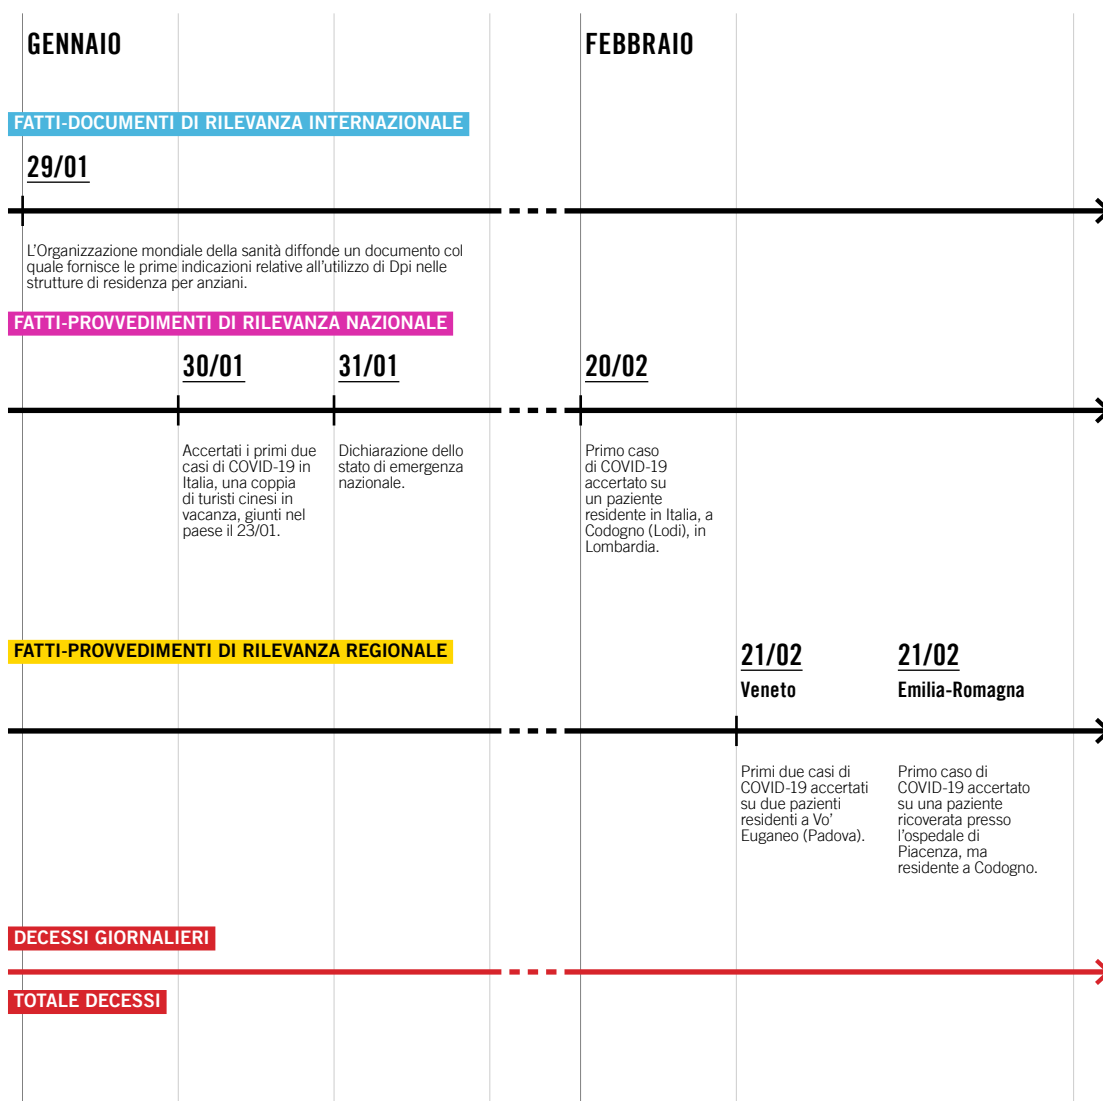 GENNAIO
FEBBRAIO
FATTI-DOCUMENTI DI RILEVANZA INTERNAZIONALE
29/01
L'Organizzazione mondiale della sanità diffonde un documento col
quale fornisce le prime indicazioni relative all'utilizzo di Dpi nelle
strutture di residenza per anziani.
FATTI-PROVVEDIMENTI DI RILEVANZA NAZIONALE
30/01
Accertati i primi due
casi di COVID-19 in
Italia, una coppia
di turisti cinesi in
vacanza, giunti nel
paese il 23/01.
31/01
Dichiarazione dello
stato di emergenza
nazionale.
20/02
Primo caso
di COVID-19
accertato su
un paziente
residente in Italia, a
Codogno (Lodi), in
Lombardia.
FATTI-PROVVEDIMENTI DI RILEVANZA REGIONALE
21/02
Veneto
Primi due casi di
COVID-19 accertati
su due pazienti
residenti a Vo'
Euganeo (Padova).
21/02
Emilia-Romagna
Primo caso di
COVID-19 accertato
su una paziente
ricoverata presso
l'ospedale di
Piacenza, ma
residente a Codogno.
DECESSI GIORNALIERI
TOTALE DECESSI